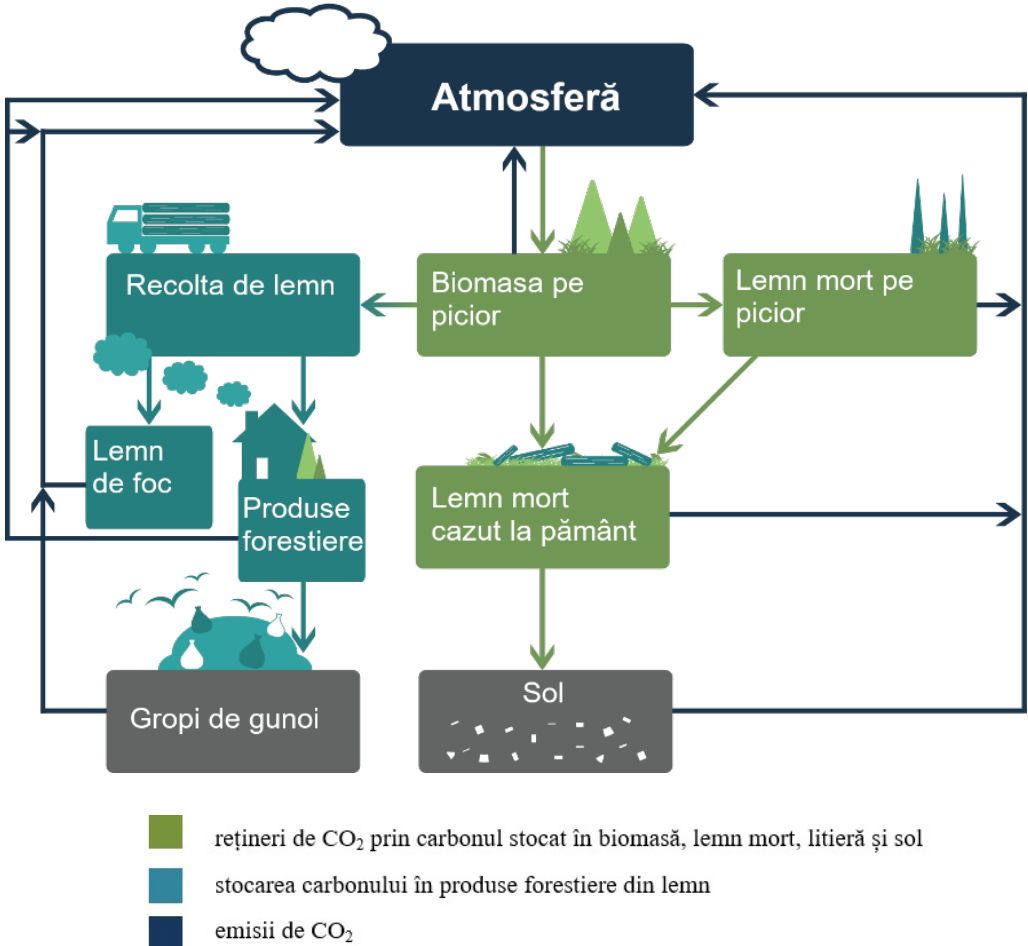 Atmosferă
Recolta de lemn
Biomasa pe
picior
Lemn mort pe
picior
Lemn
de foc
Produse
forestiere
Lemn mort
cazut la pământ
Gropi de gunoi
Sol
rețineri de CO₂ prin carbonul stocat în biomasă, lemn mort, litieră și sol
stocarea carbonului în produse forestiere din lemn
emisii de CO₂